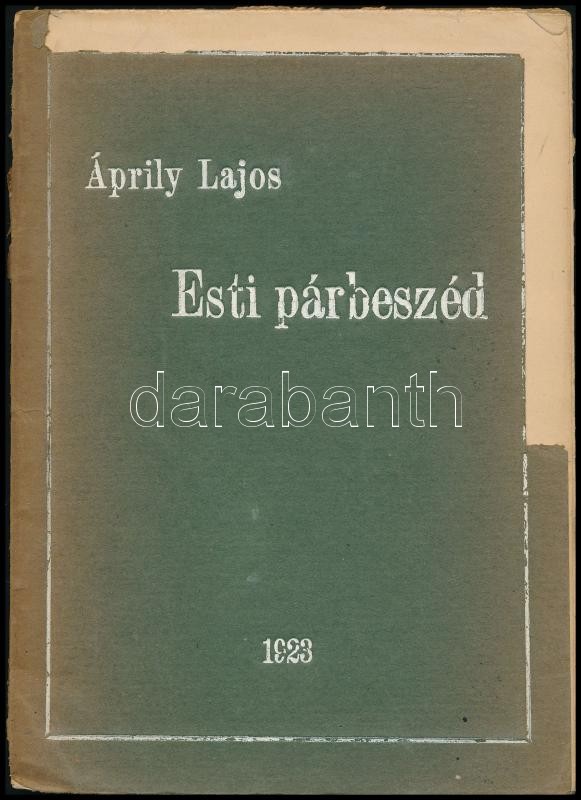 Áprily Lajos
Esti párbeszéd
darabanth
1923